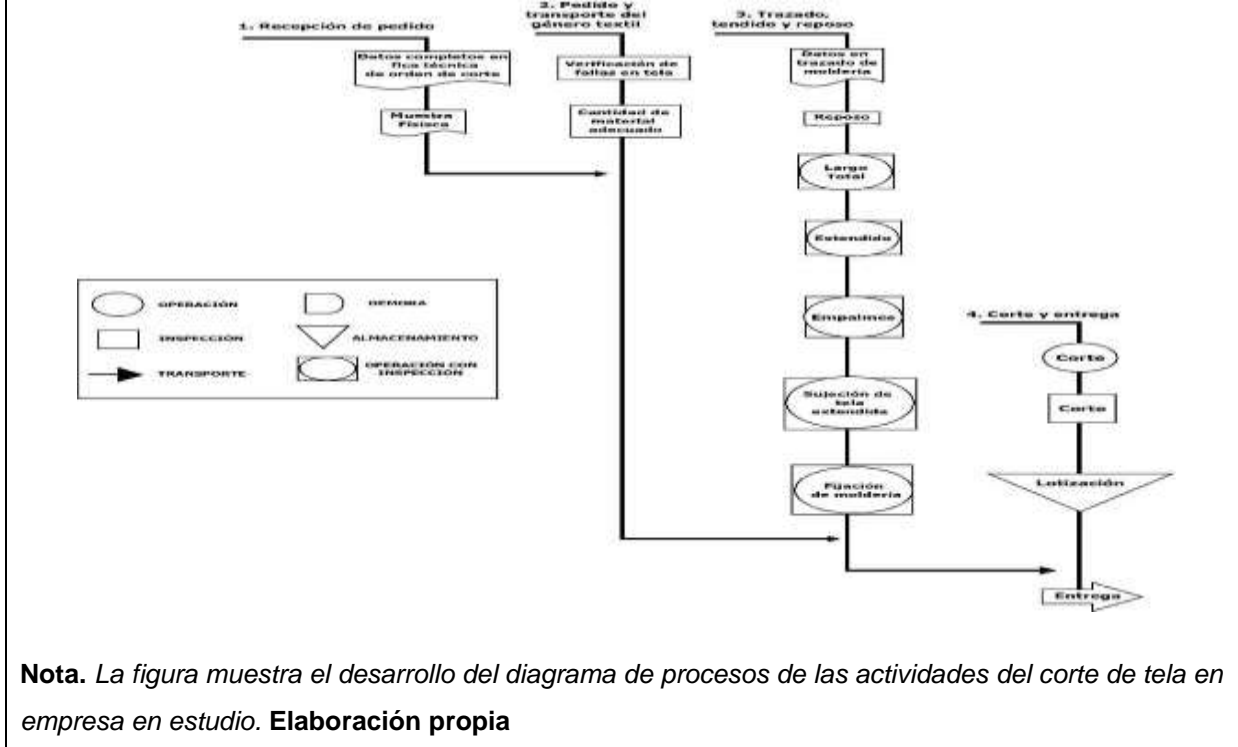 1. Recepción de pedido
2. Pedido y
transporte del
género textil
3. Trazado,
tendido y reposo
Datos completos en
fica técnica
de orden de corte
Muestra
Físisca
Verificación de
fallas en tela
Cantidad de
material
adecuado
Datos en
trazado de
moldería
Reposo
Largo
Total
Extendido
Empalmes
Sujeción de
tela
extendida
Fijación
de moldería
4. Corte y entrega
Corte
Corte
Lotización
Entrega
OPERACIÓN
DEMORA
INSPECCIÓN
ALMACENAMIENTO
TRANSPORTE
OPERACIÓN CON
INSPECCIÓN
Nota. La figura muestra el desarrollo del diagrama de procesos de las actividades del corte de tela en
empresa en estudio. Elaboración propia